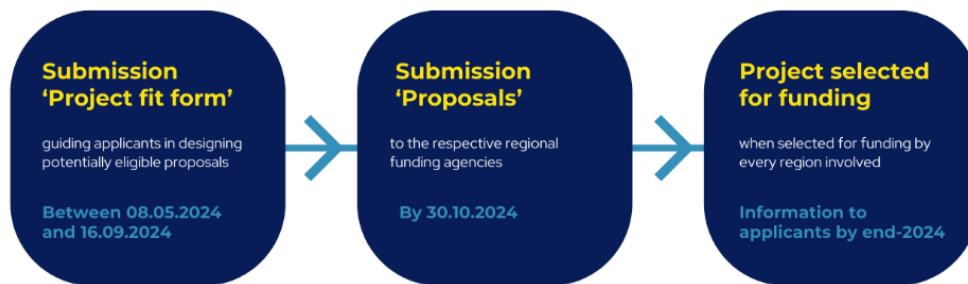 Submission
‘Project fit form’
guiding applicants in designing
potentially eligible proposals
Between 08.05.2024
and 16.09.2024
Submission
‘Proposals’
to the respective regional
funding agencies
By 30.10.2024
Project selected
for funding
when selected for funding by
every region involved
Information to
applicants by end-2024